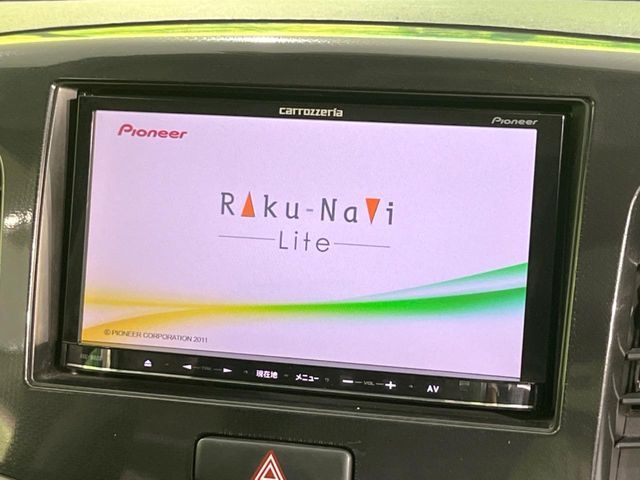 carrozzeria
Pioneer
Pioneer
Raku-Navi
Lite
© PIONEER CORPORATION 2011
現在地 メニュー VOL AV